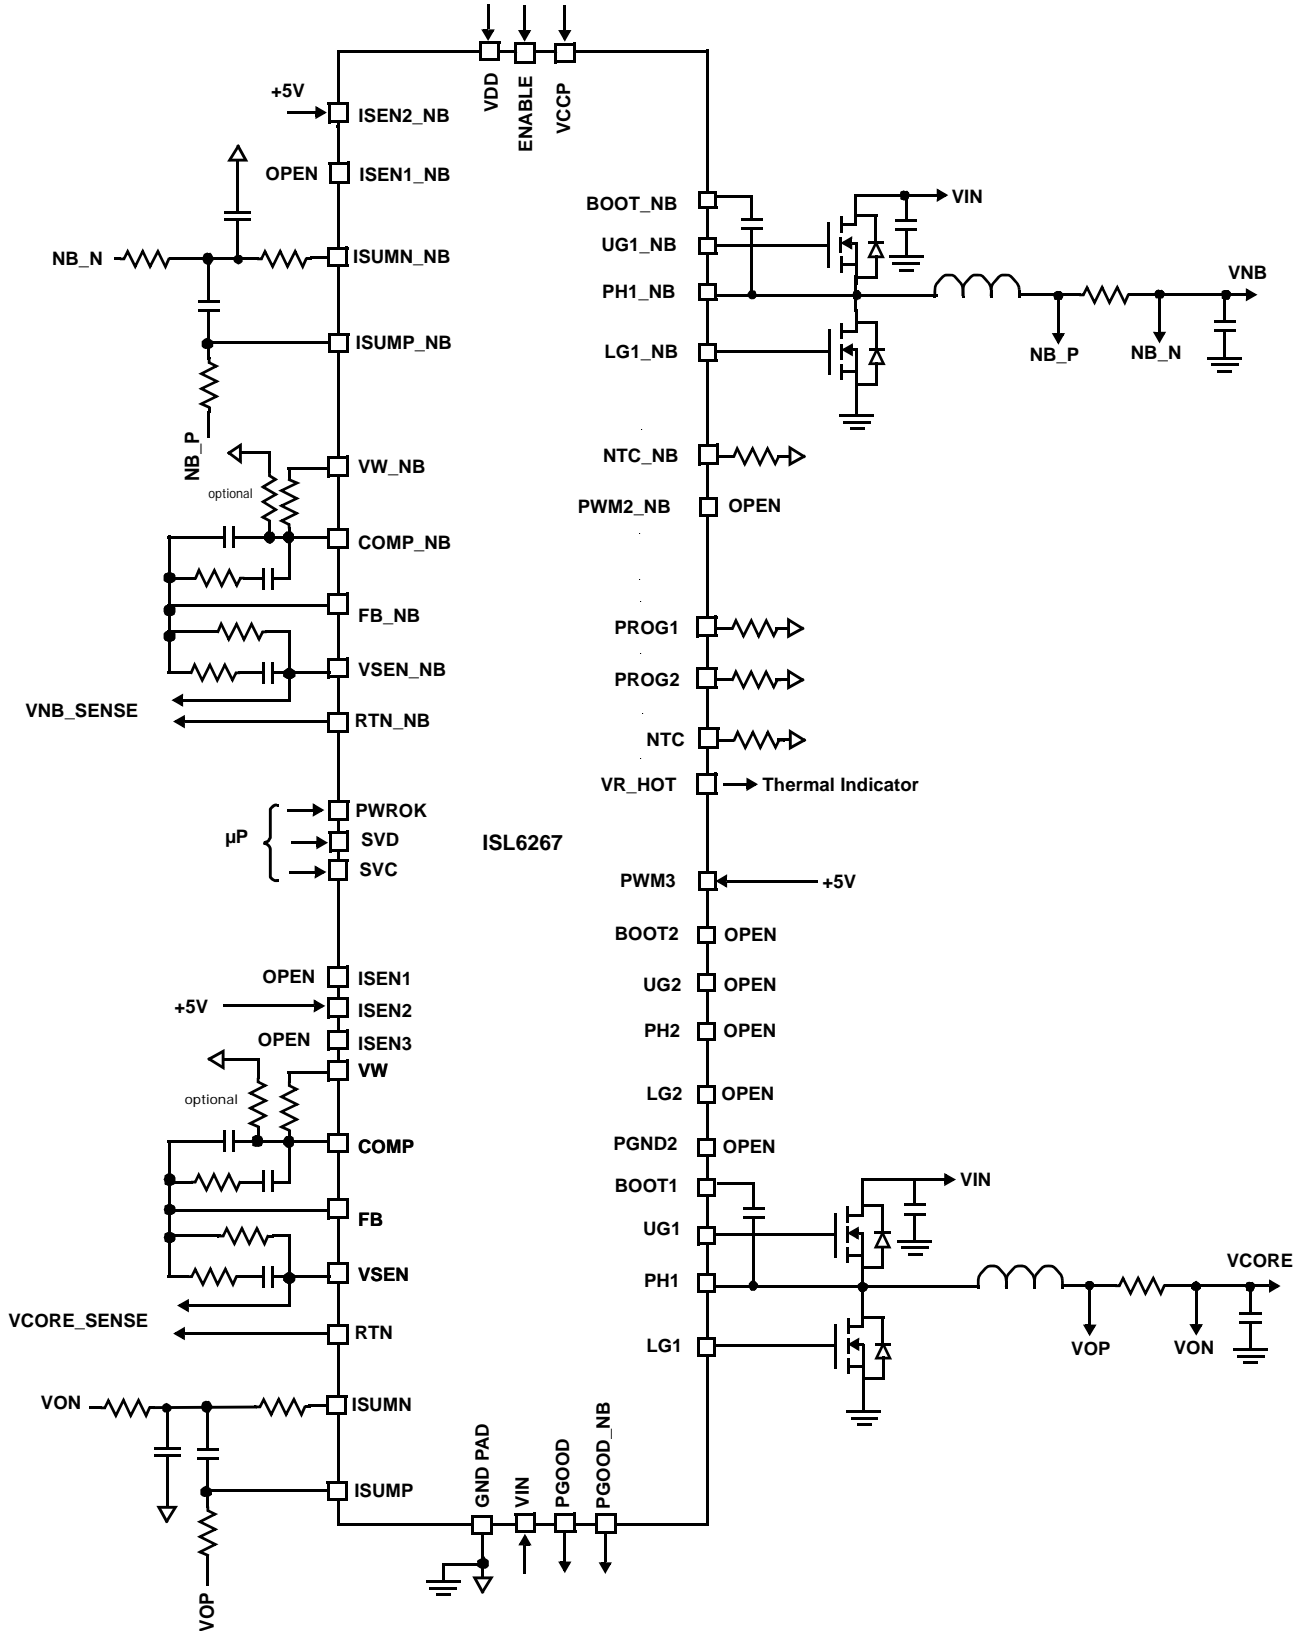 VDD
ENABLE
VCCP
+5V
ISEN2_NB
OPEN
ISEN1_NB
NB_N
ISUMN_NB
ISUMP_NB
NB_P
optional
VW_NB
COMP_NB
FB_NB
VSEN_NB
VNB_SENSE
RTN_NB
µP
PWROK
SVD
SVC
ISL6267
OPEN
ISEN1
+5V
ISEN2
OPEN
ISEN3
VW
optional
COMP
FB
VSEN
VCORE_SENSE
RTN
VON
ISUMN
ISUMP
VOP
BOOT_NB
VIN
UG1_NB
PH1_NB
VNB
LG1_NB
NB_P
NB_N
NTC_NB
PWM2_NB
OPEN
PROG1
PROG2
NTC
VR_HOT
Thermal Indicator
PWM3
+5V
BOOT2
OPEN
UG2
OPEN
PH2
OPEN
LG2
OPEN
PGND2
OPEN
BOOT1
VIN
UG1
PH1
VCORE
LG1
VOP
VON
GND PAD
VIN
PGOOD
PGOOD_NB